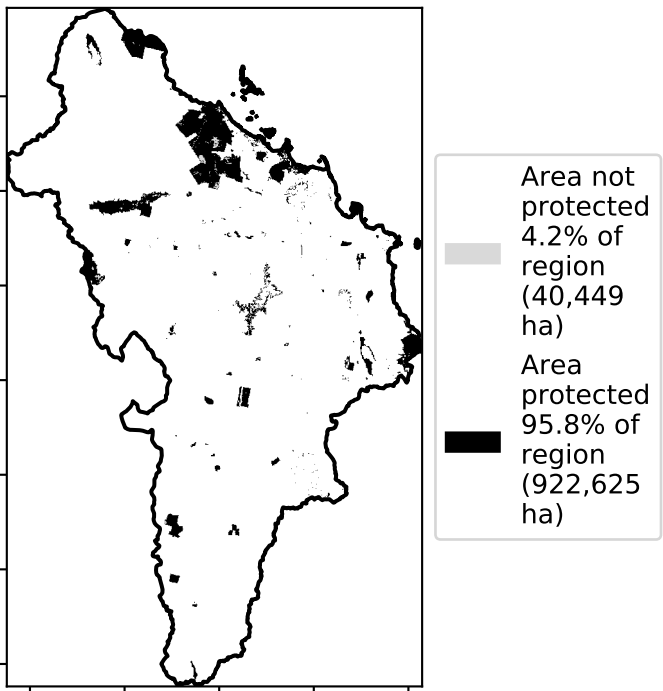 Area not
protected
4.2% of
region
(40,449
ha)
Area
protected
95.8% of
region
(922,625
ha)